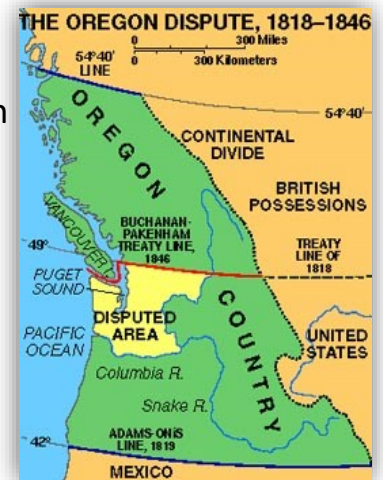 THE OREGON DISPUTE, 1818–1846
0 300 Miles
0 300 Kilometers
54°40'
LINE
54°40'
n
OREGON
CONTINENTAL
DIVIDE
BRITISH
POSSESSIONS
VANCOUVER I.
BUCHANAN-
PAKENHAM
TREATY LINE,
1846
49°
TREATY
LINE OF
1818
PUGET
SOUND
DISPUTED
AREA
COUNTRY
PACIFIC
OCEAN
UNITED
STATES
Columbia R.
Snake R.
ADAMS-ONIS
LINE, 1819
42°
MEXICO